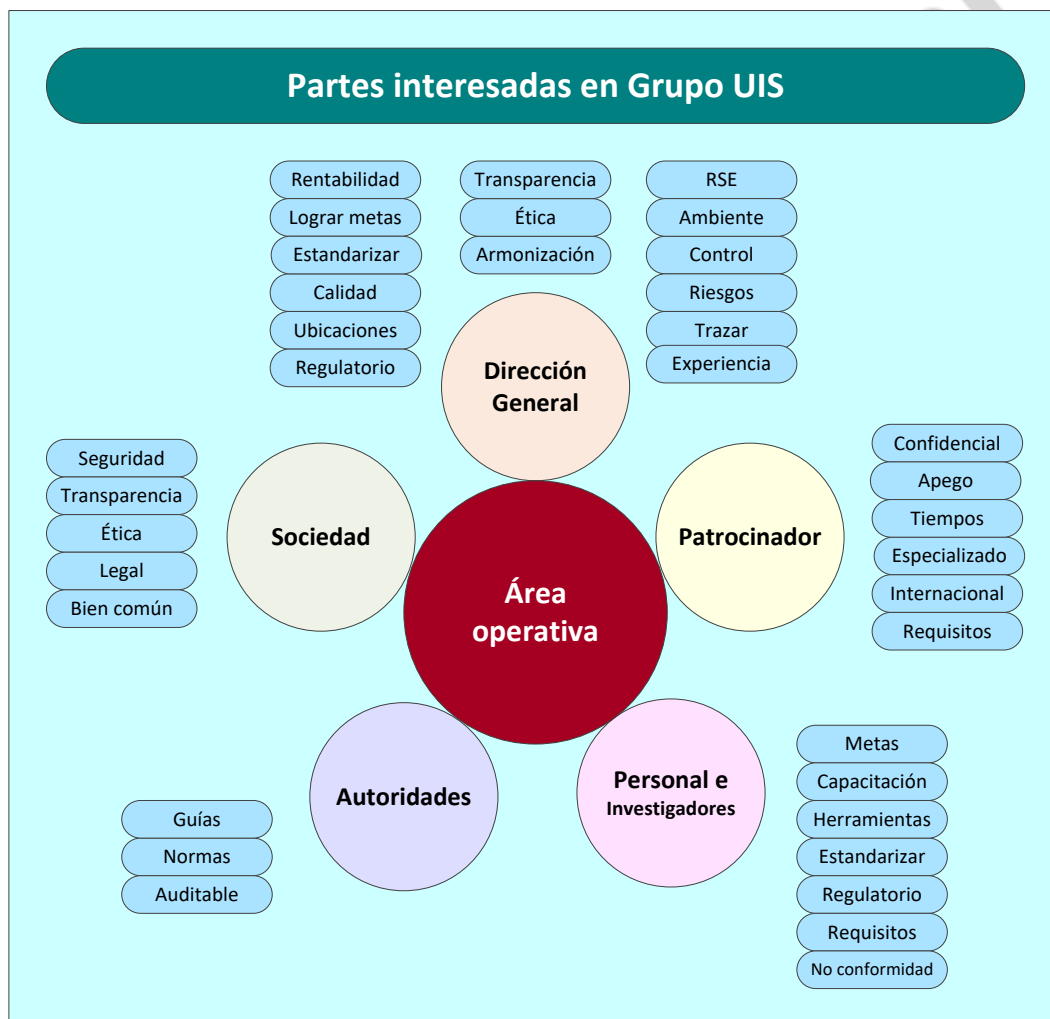 Partes interesadas en Grupo UIS
Rentabilidad
Lograr metas
Estandarizar
Calidad
Ubicaciones
Regulatorio
Transparencia
Ética
Armonización
RSE
Ambiente
Control
Riesgos
Trazar
Experiencia
Dirección
General
Seguridad
Transparencia
Ética
Legal
Bien común
Sociedad
Área
operativa
Patrocinador
Confidencial
Apego
Tiempos
Especializado
Internacional
Requisitos
Guías
Normas
Auditable
Autoridades
Personal e
Investigadores
Metas
Capacitación
Herramientas
Estandarizar
Regulatorio
Requisitos
No conformidad